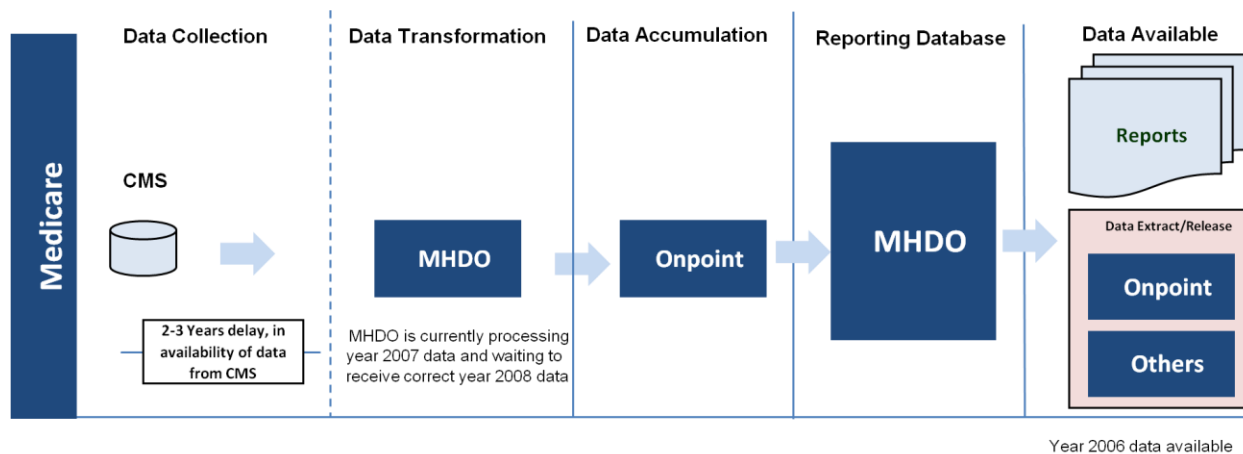 Data Collection
Data Transformation
Data Accumulation
Reporting Database
Data Available
Medicare
CMS
2-3 Years delay, in
availability of data
from CMS
MHDO
MHDO is currently processing
year 2007 data and waiting to
receive correct year 2008 data
Onpoint
MHDO
Reports
Data Extract/Release
Onpoint
Others
Year 2006 data available